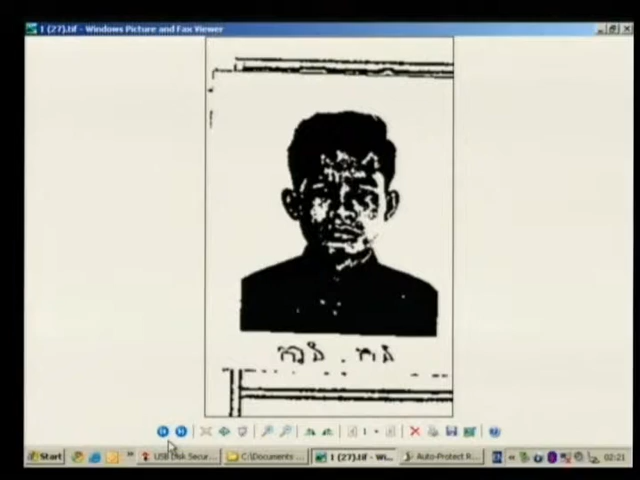 1 (27).tif - Windows Picture and Fax Viewer
1
Start
USB Disk Secur...
C:\Documents ...
1 (27).tif - Wi...
Auto-Protect R...
02:21